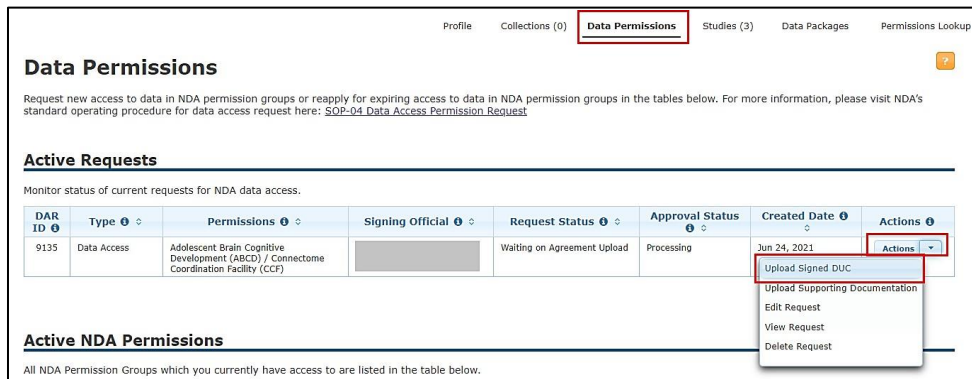 Profile Collections (0) Data Permissions Studies (3) Data Packages Permissions Lookup
Data Permissions
?
Request new access to data in NDA permission groups or reapply for expiring access to data in NDA permission groups in the tables below. For more information, please visit NDA's
standard operating procedure for data access request here: SOP-04 Data Access Permission Request
Active Requests
Monitor status of current requests for NDA data access.
DAR ID Type Permissions Signing Official Request Status Approval Status Created Date Actions
9135 Data Access Adolescent Brain Cognitive Waiting on Agreement Upload Processing Jun 24, 2021 Actions
Development (ABCD) / Connectome
Coordination Facility (CCF)
Upload Signed DUC
Upload Supporting Documentation
Edit Request
View Request
Delete Request
Active NDA Permissions
All NDA Permission Groups which you currently have access to are listed in the table below.